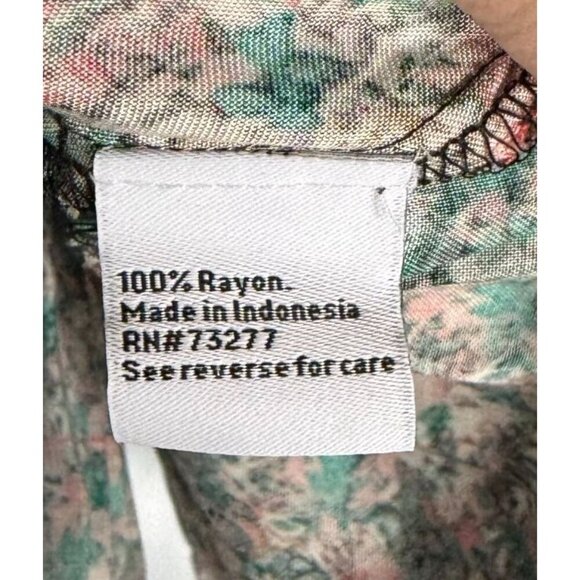 100% Rayon.
Made in Indonesia
RN#73277
See reverse for care